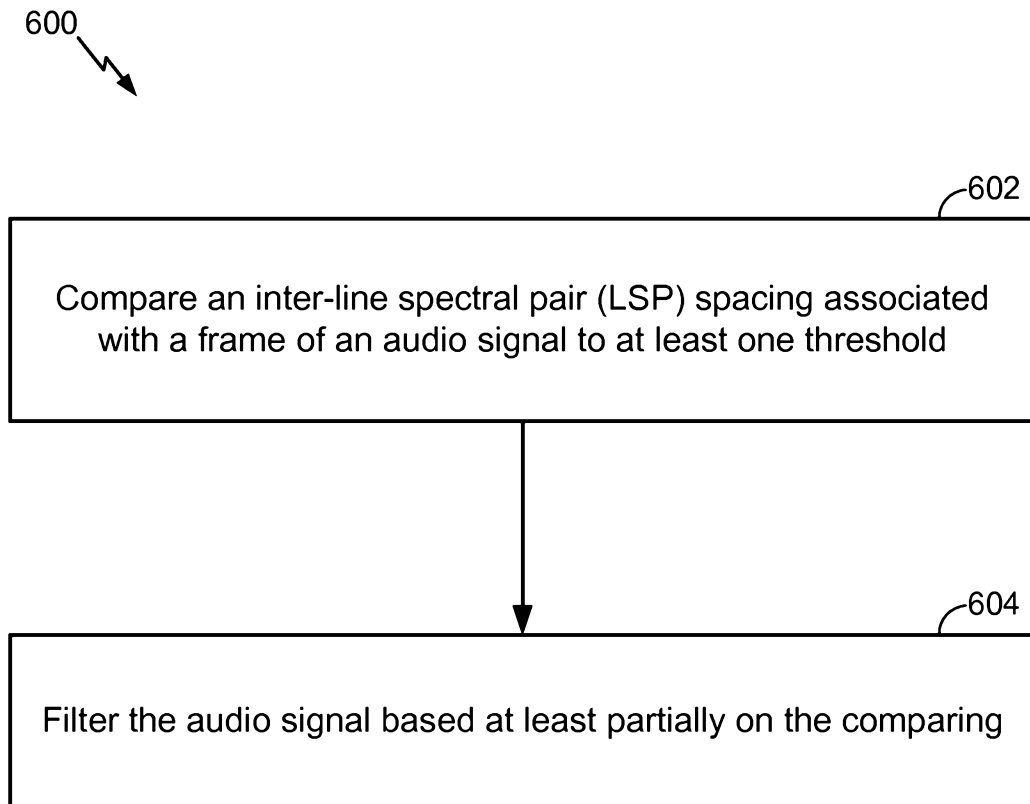 600
602
Compare an inter-line spectral pair (LSP) spacing associated
with a frame of an audio signal to at least one threshold
604
Filter the audio signal based at least partially on the comparing